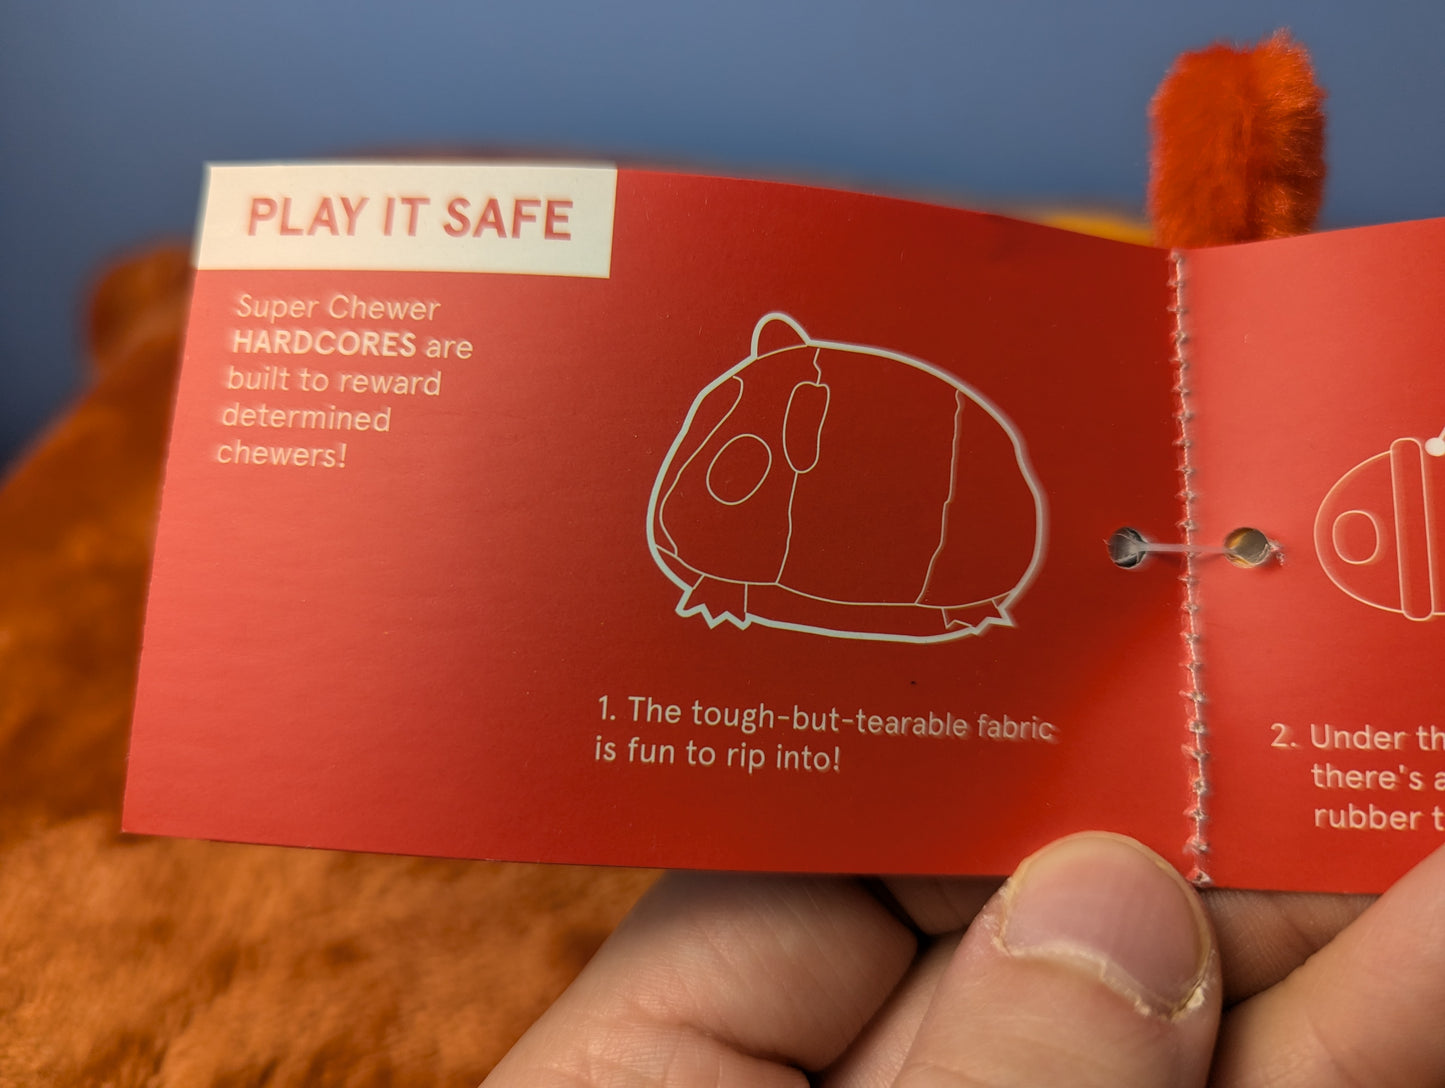 PLAY IT SAFE
Super Chewer
HARDCORES are
built to reward
determined
chewers!
1. The tough-but-tearable fabric
is fun to rip into!
2. Under
there's
rubber